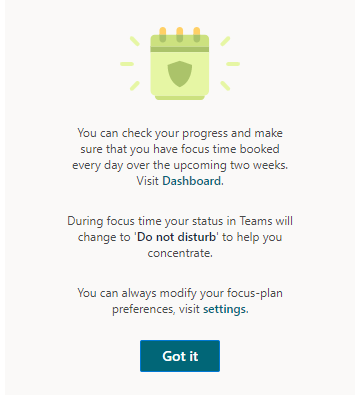 You can check your progress and make
sure that you have focus time booked
every day over the upcoming two weeks.
Visit Dashboard.
During focus time your status in Teams will
change to 'Do not disturb' to help you
concentrate.
You can always modify your focus-plan
preferences, visit settings.
Got it